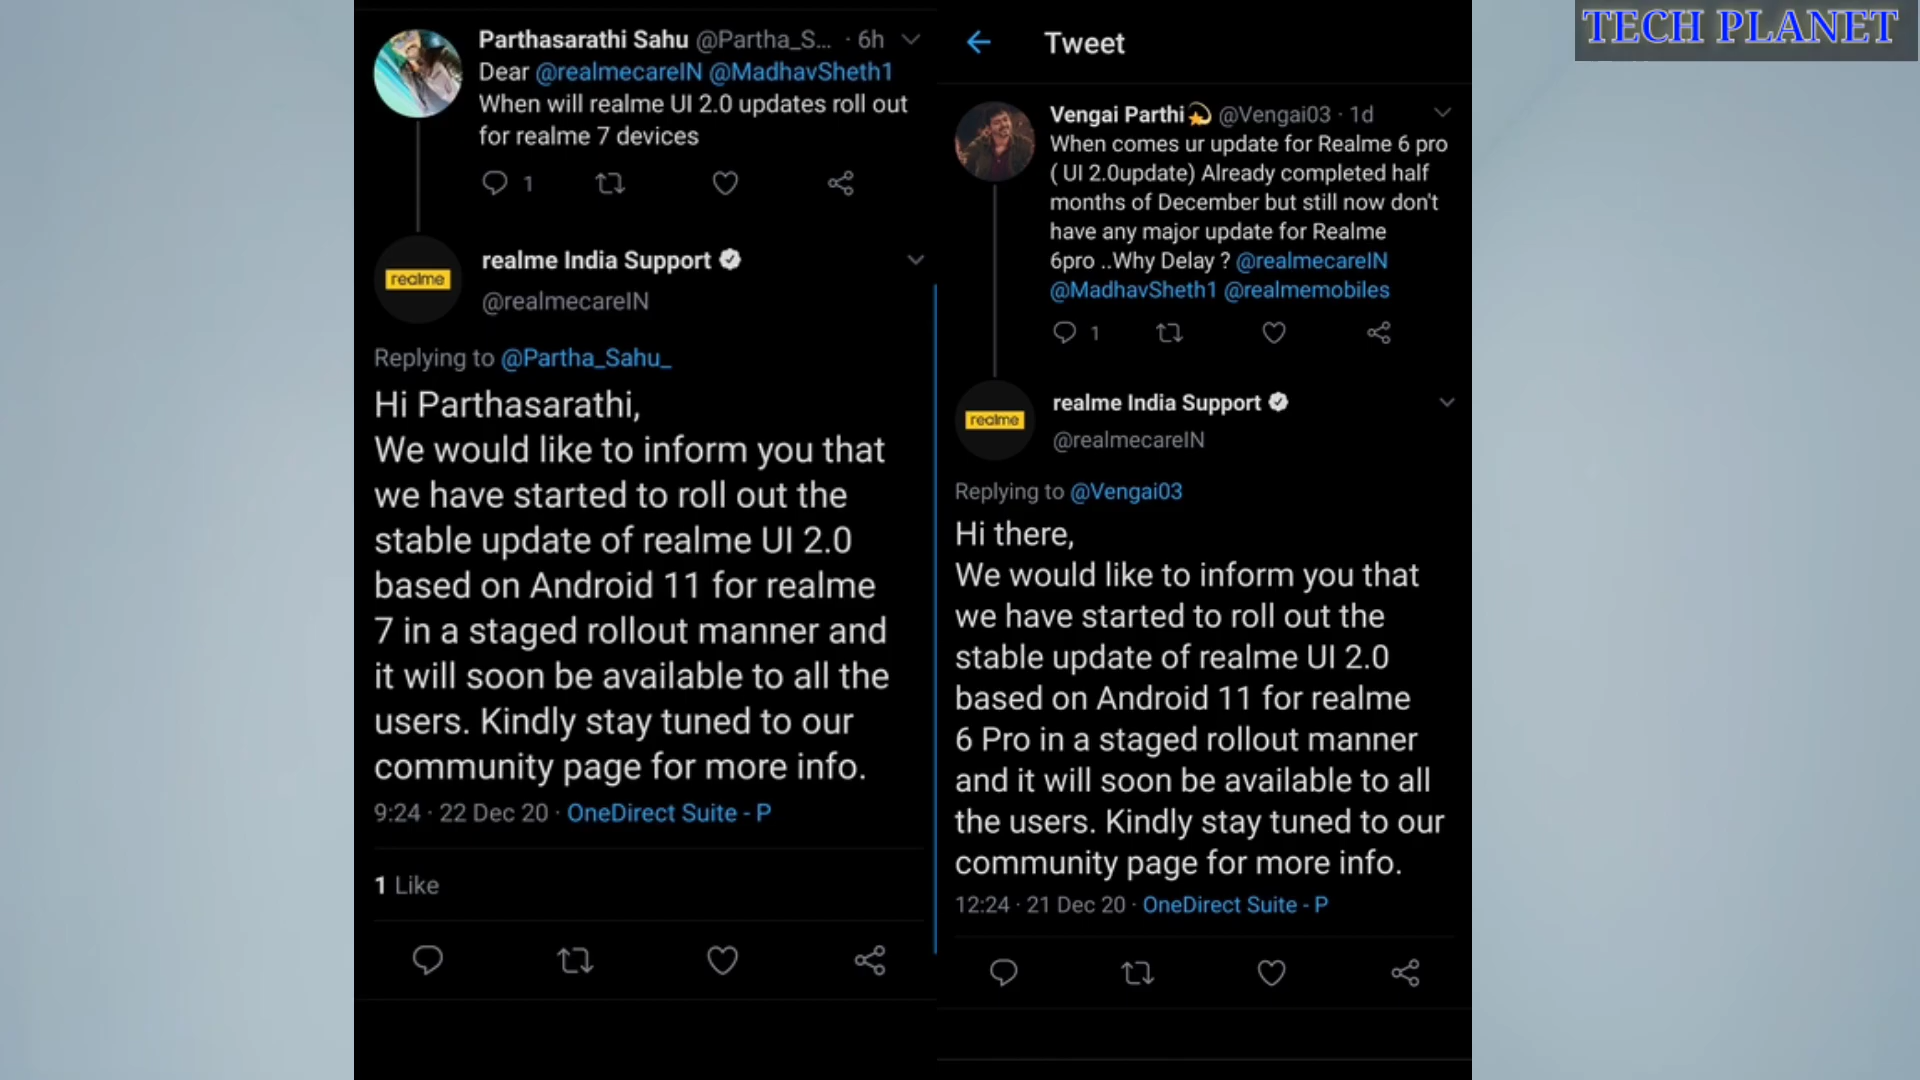 TECH PLANET
Parthasarathi Sahu @Partha_S... · 6h
Dear @realmecareIN @MadhavSheth1
When will realme UI 2.0 updates roll out
for realme 7 devices
1
realme
realme India Support
@realmecareIN
Replying to @Partha_Sahu_
Hi Parthasarathi,
We would like to inform you that
we have started to roll out the
stable update of realme UI 2.0
based on Android 11 for realme
7 in a staged rollout manner and
it will soon be available to all the
users. Kindly stay tuned to our
community page for more info.
9:24 · 22 Dec 20 · OneDirect Suite - P
1 Like
Tweet
Vengai Parthi💫 @Vengai03 · 1d
When comes ur update for Realme 6 pro
( UI 2.0update) Already completed half
months of December but still now don't
have any major update for Realme
6pro ..Why Delay ? @realmecareIN
@MadhavSheth1 @realmemobiles
1
realme
realme India Support
@realmecareIN
Replying to @Vengai03
Hi there,
We would like to inform you that
we have started to roll out the
stable update of realme UI 2.0
based on Android 11 for realme
6 Pro in a staged rollout manner
and it will soon be available to all
the users. Kindly stay tuned to our
community page for more info.
12:24 · 21 Dec 20 · OneDirect Suite - P